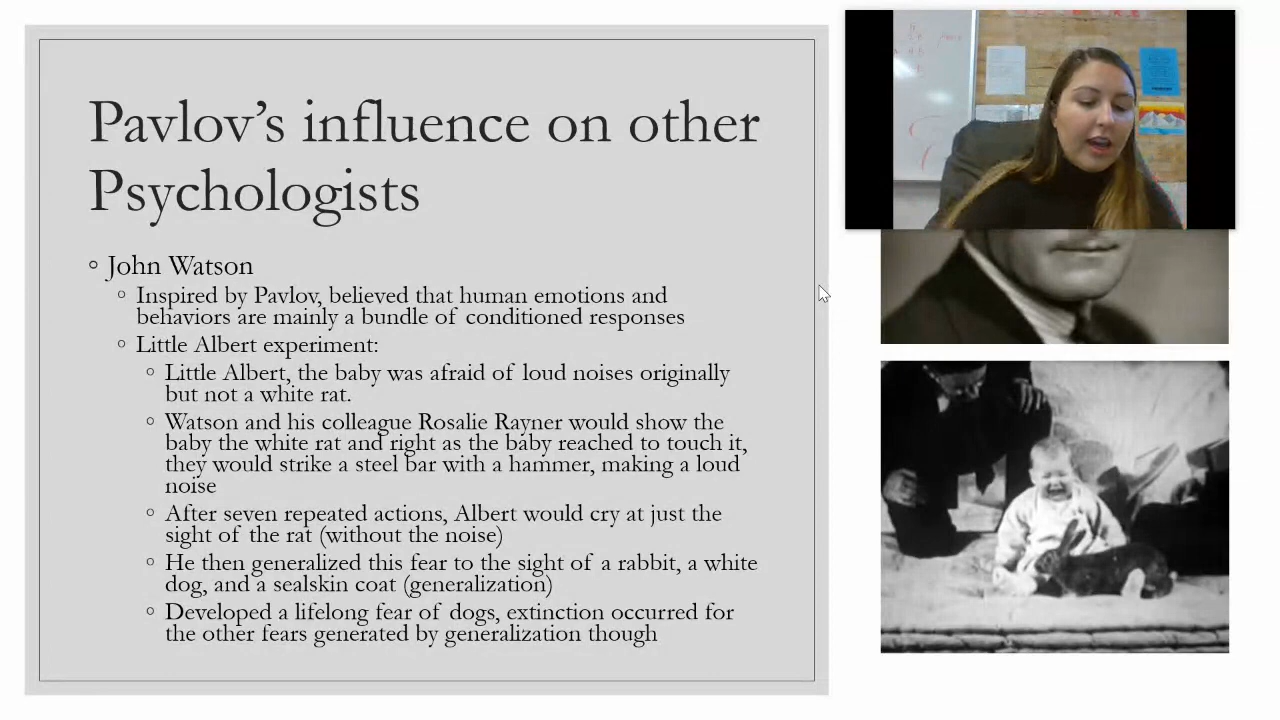 Pavlov's influence on other
Psychologists
John Watson
Inspired by Pavlov, believed that human emotions and
behaviors are mainly a bundle of conditioned responses
Little Albert experiment:
Little Albert, the baby was afraid of loud noises originally
but not a white rat.
Watson and his colleague Rosalie Rayner would show the
baby the white rat and right as the baby reached to touch it,
they would strike a steel bar with a hammer, making a loud
noise
After seven repeated actions, Albert would cry at just the
sight of the rat (without the noise)
He then generalized this fear to the sight of a rabbit, a white
dog, and a sealskin coat (generalization)
Developed a lifelong fear of dogs, extinction occurred for
the other fears generated by generalization though